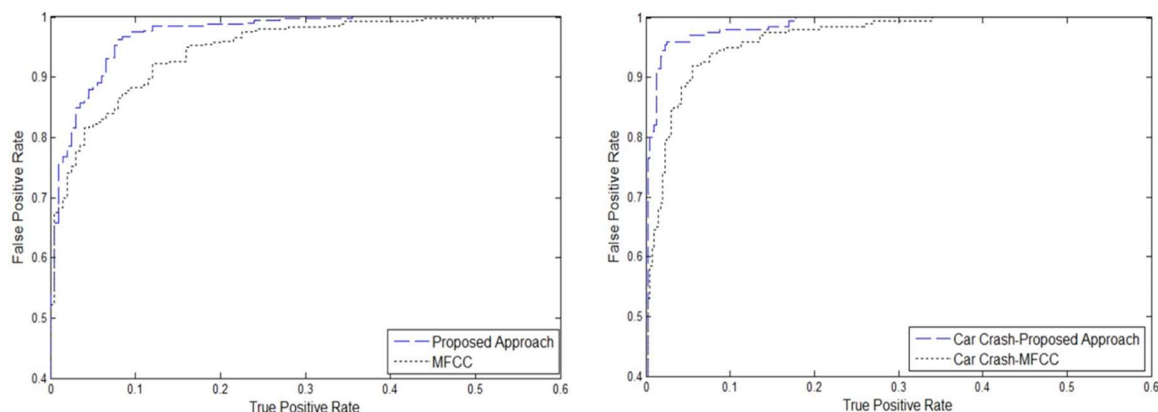 False Positive Rate
1
0.9
0.8
0.7
0.6
0.5
0.4
0 0.1 0.2 0.3 0.4 0.5 0.6
True Positive Rate
Proposed Approach
MFCC
False Positive Rate
1
0.9
0.8
0.7
0.6
0.5
0.4
0 0.1 0.2 0.3 0.4 0.5 0.6
True Positive Rate
Car Crash-Proposed Approach
Car Crash-MFCC